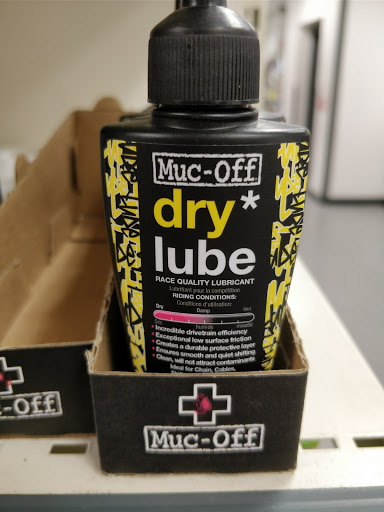 Muc-Off
dry*
lube
RACE QUALITY LUBRICANT
Lubrifiant pour la compétition
RIDING CONDITIONS:
Conditions d'utilisation:
Dry Damp Wet
humide
• Incredible drivetrain efficiency
• Exceptional low surface friction
• Creates a durable protective layer
• Ensures smooth and quiet shifting
• Clean, will not attract contaminants
Ideal for Chain, Cables,
Muc-Off
Muc-Off